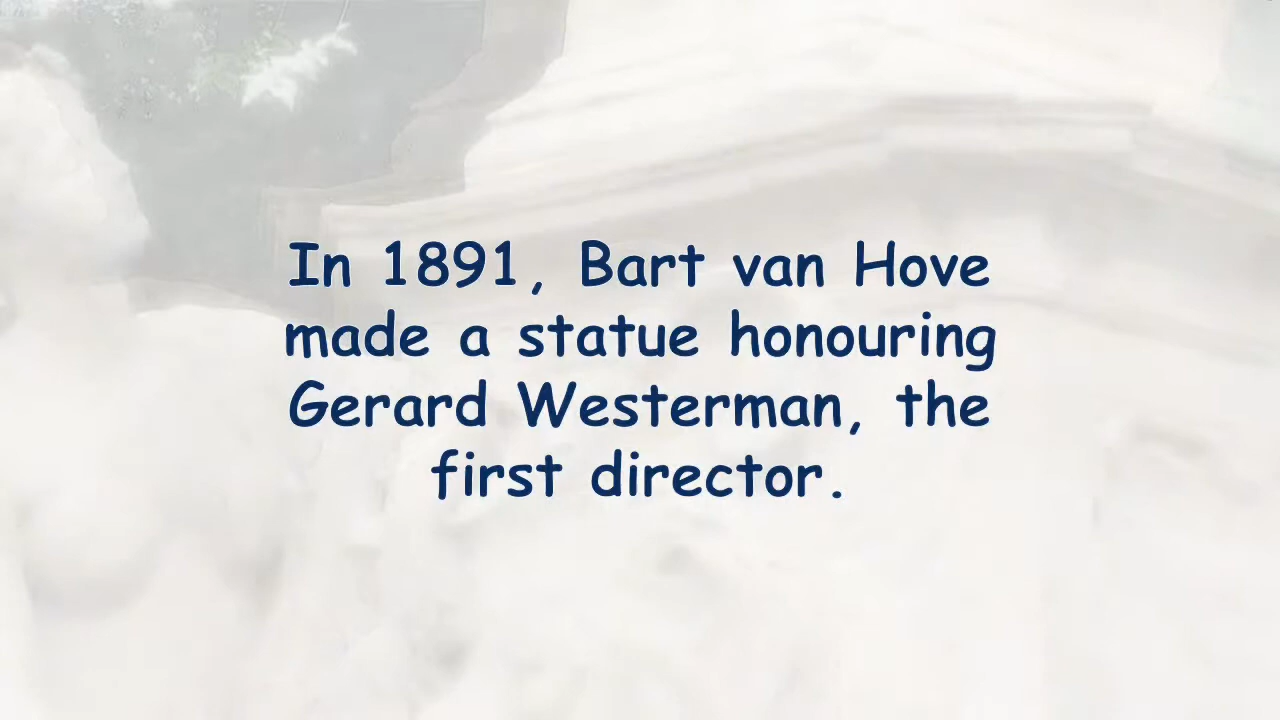 In 1891, Bart van Hove
made a statue honouring
Gerard Westerman, the
first director.